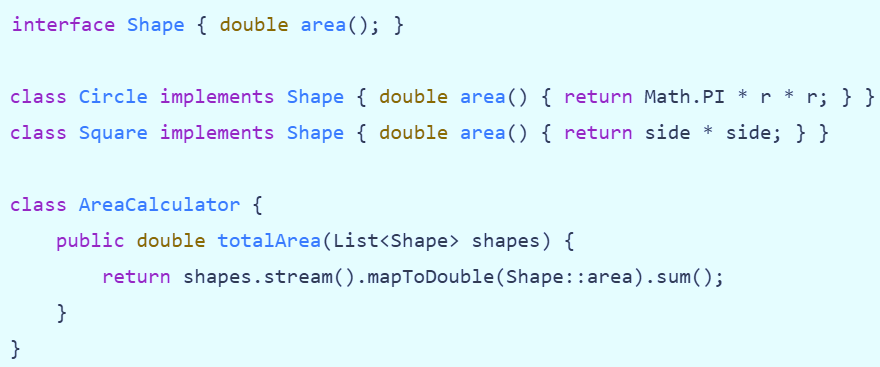 interface Shape { double area(); }
class Circle implements Shape { double area() { return Math.PI * r * r; } }
class Square implements Shape { double area() { return side * side; } }
class AreaCalculator {
    public double totalArea(List<Shape> shapes) {
        return shapes.stream().mapToDouble(Shape::area).sum();
    }
}